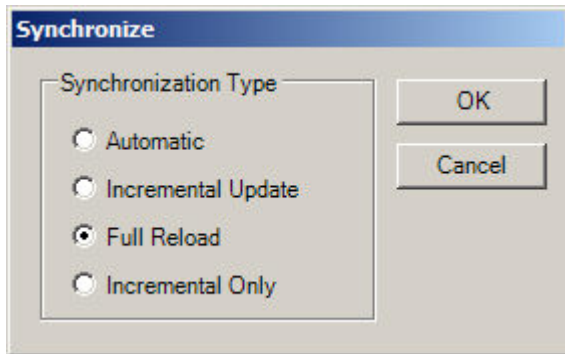 Synchronize
Synchronization Type
Automatic
Incremental Update
Full Reload
Incremental Only
OK
Cancel